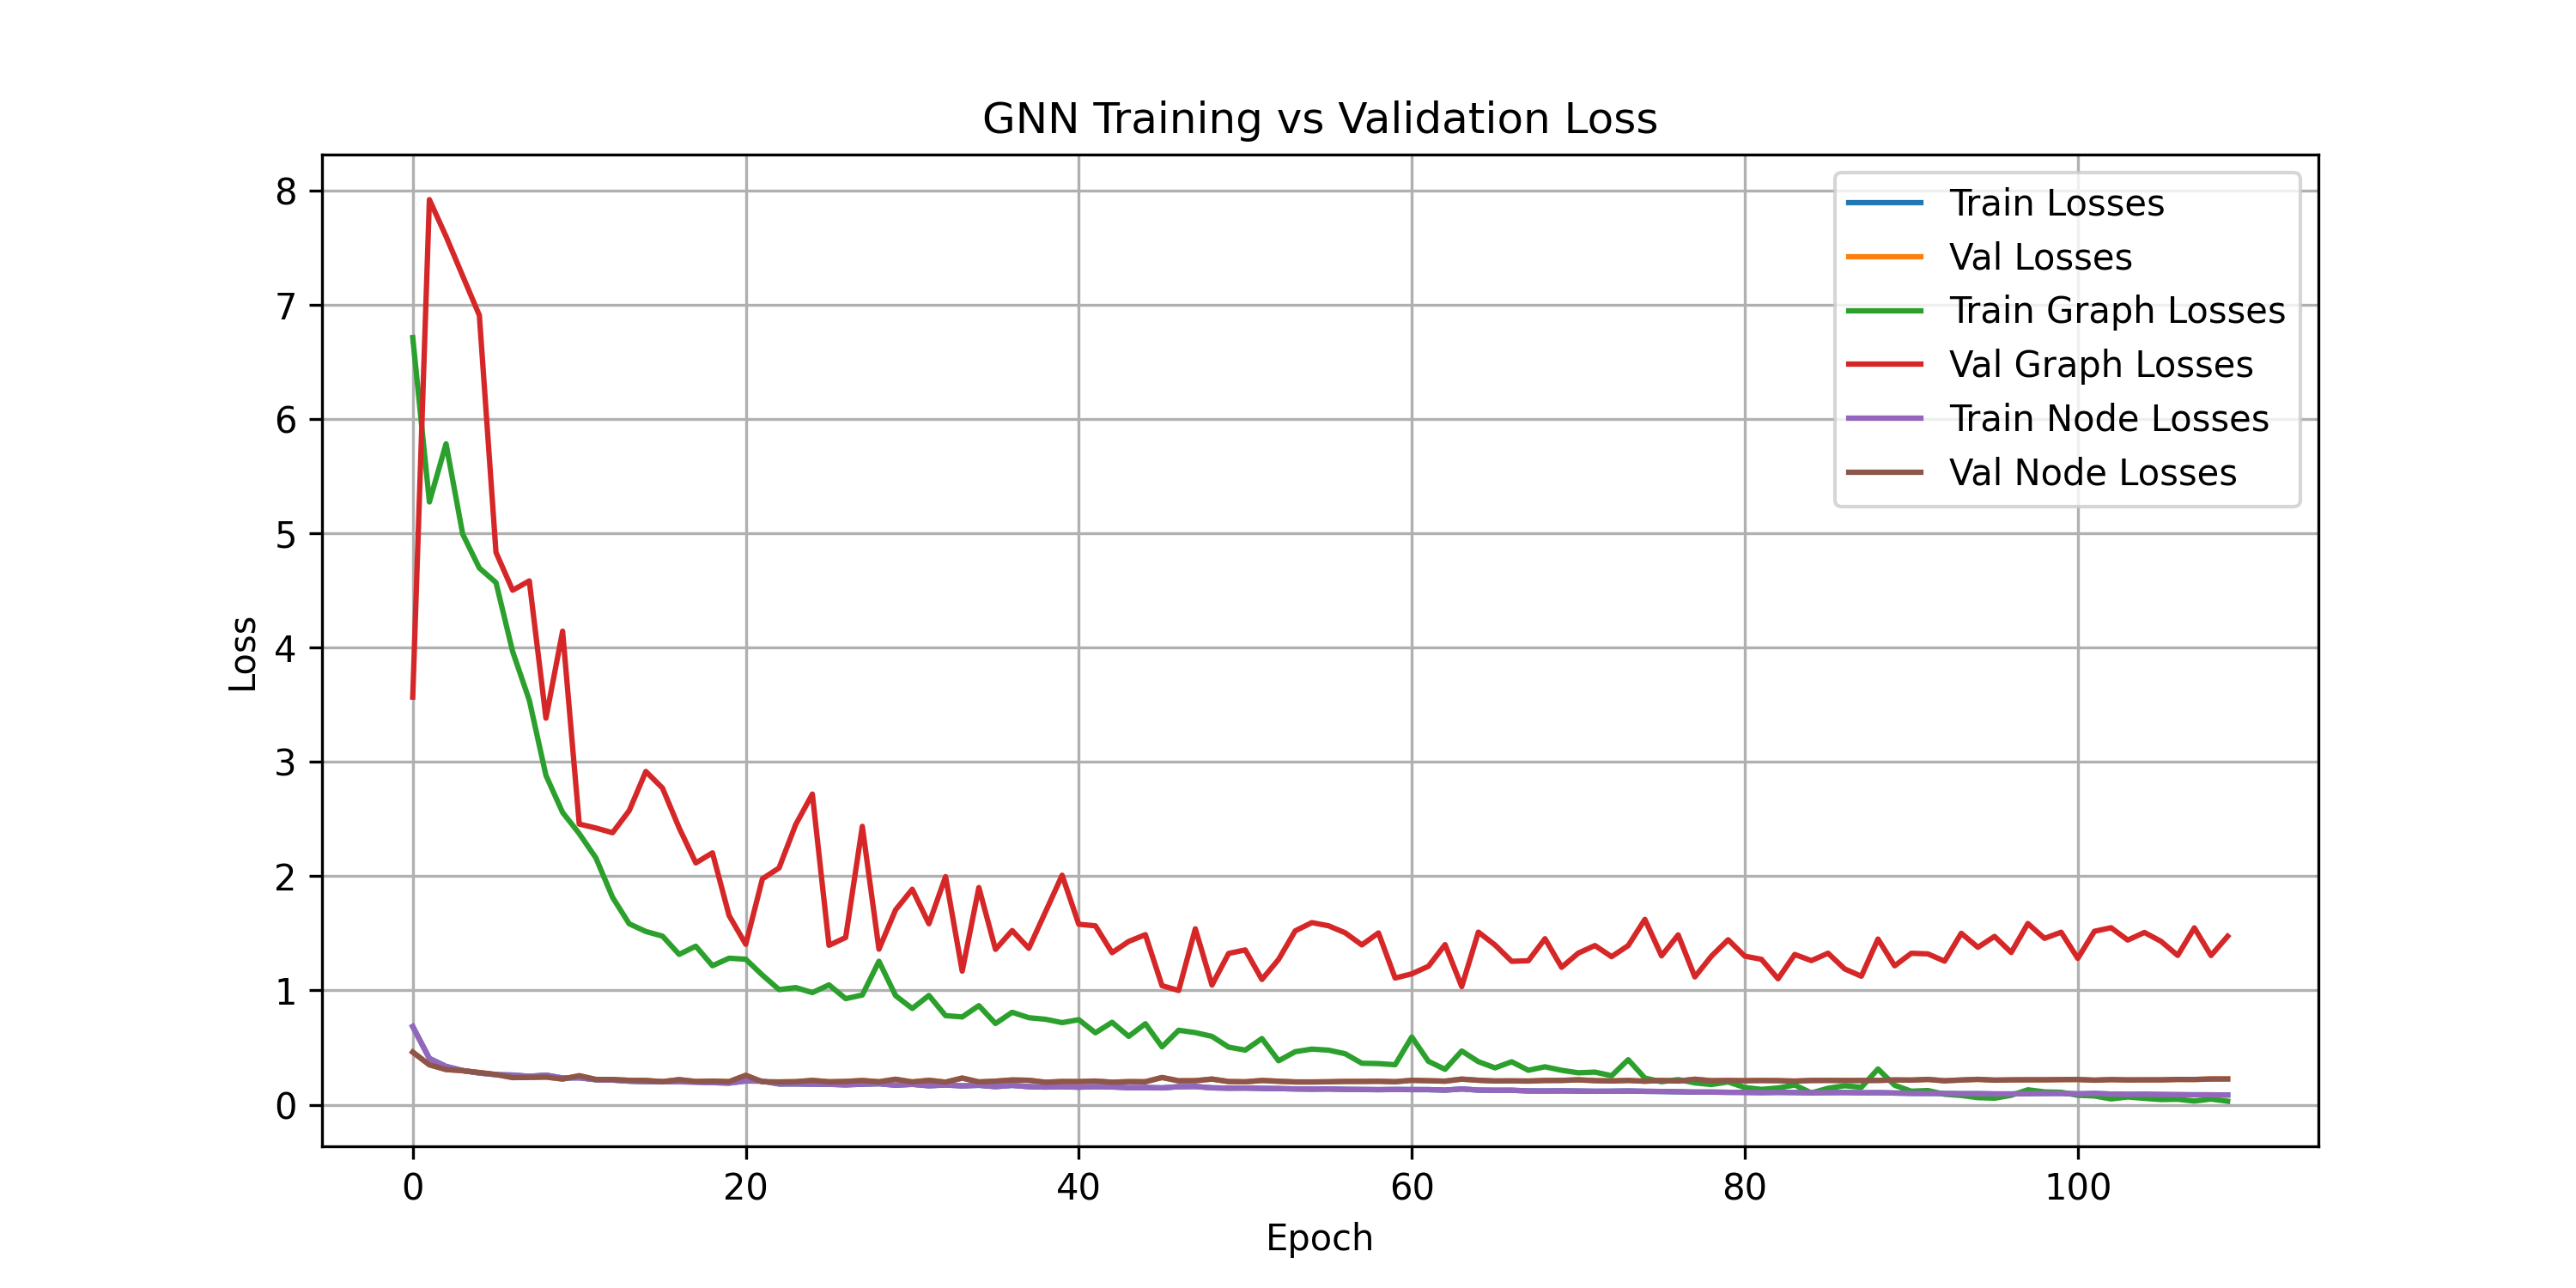 GNN Training vs Validation Loss
8
7
6
5
4
3
2
1
0
Loss
Train Losses
Val Losses
Train Graph Losses
Val Graph Losses
Train Node Losses
Val Node Losses
0 20 40 60 80 100
Epoch